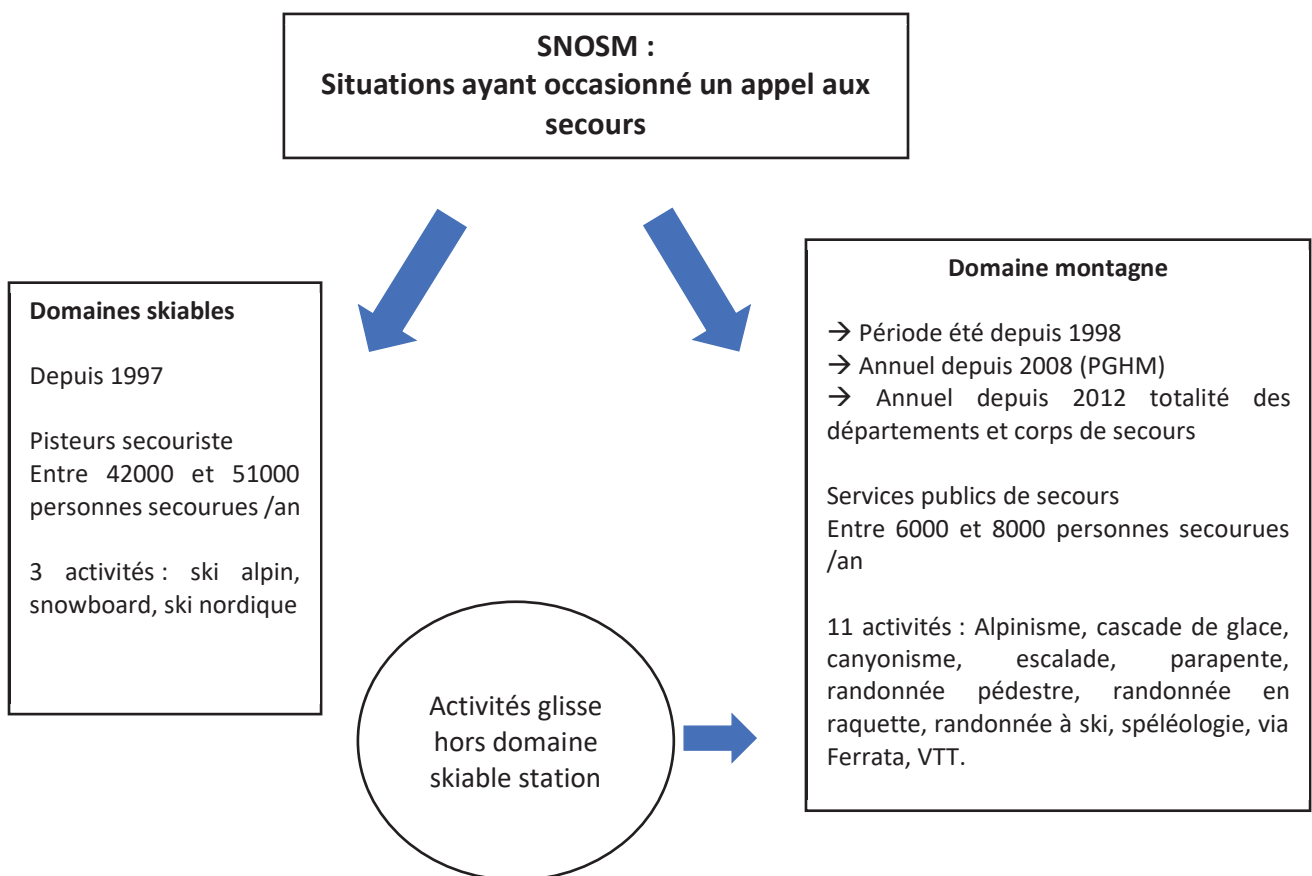 SNOSM :
Situations ayant occasionné un appel aux
secours
Domaines skiables
Depuis 1997
Pisteurs secouriste
Entre 42000 et 51000
personnes secourues /an
3 activités : ski alpin,
snowboard, ski nordique
Activités glisse
hors domaine
skiable station
Domaine montagne
→ Période été depuis 1998
→ Annuel depuis 2008 (PGHM)
→ Annuel depuis 2012 totalité des
départements et corps de secours
Services publics de secours
Entre 6000 et 8000 personnes secourues
/an
11 activités : Alpinisme, cascade de glace,
canyonisme, escalade, parapente,
randonnée pédestre, randonnée en
raquette, randonnée à ski, spéléologie, via
Ferrata, VTT.